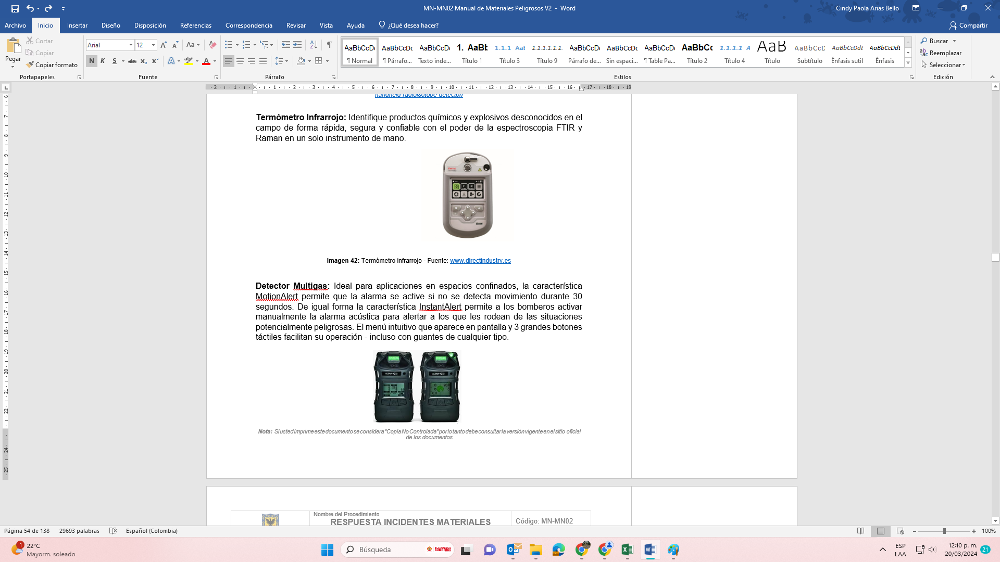 MN-MN02 Manual de Materiales Peligrosos V2 - Word
Cindy Paola Arias Bello
Archivo Inicio Insertar Diseño Disposición Referencias Correspondencia Revisar Vista Ayuda ¿Qué desea hacer? Compartir
Pegar
Cortar
Copiar
Copiar formato
Portapapeles
Arial 12
N K S abc x₂ x²
Fuente
Párrafo
AaBbCcDc AaBbCcDc AaBbCcDc 1. AaBb 1.1.1 AaB 1.1.1.1.1.1. AaBbCcDc AaBbCcDc AaBbCcDc AaBbCc 1.1.1.1 A AaB AaBbCcD AaBbCcDdE AaBbCcDdE
¶ Normal ¶ Párrafo... Texto inde... Título 1 Título 3 Título 9 Párrafo de... Sin espaci... ¶ Table Pa... Título 2 Título 4 Título Subtítulo Énfasis sutil Énfasis
Estilos
Buscar
Reemplazar
Seleccionar
Edición
handheld-radioisotope-detector/
Termómetro Infrarrojo: Identifique productos químicos y explosivos desconocidos en el
campo de forma rápida, segura y confiable con el poder de la espectroscopia FTIR y
Raman en un solo instrumento de mano.
Imagen 42: Termómetro infrarrojo - Fuente: www.directindustry.es
Detector Multigas: Ideal para aplicaciones en espacios confinados, la característica
MotionAlert permite que la alarma se active si no se detecta movimiento durante 30
segundos. De igual forma la característica InstantAlert permite a los bomberos activar
manualmente la alarma acústica para alertar a los que les rodean de las situaciones
potencialmente peligrosas. El menú intuitivo que aparece en pantalla y 3 grandes botones
táctiles facilitan su operación - incluso con guantes de cualquier tipo.
Nota: Si usted imprime este documento se considera "Copia No Controlada" por lo tanto debe consultar la versión vigente en el sitio oficial
de los documentos
Nombre del Procedimiento
RESPUESTA INCIDENTES MATERIALES
Código: MN-MN02
Página 54 de 138 29693 palabras Español (Colombia) 100%
1 22°C
Mayorm. soleado
Búsqueda
ESP
LAA
12:10 p. m.
20/03/2024
21